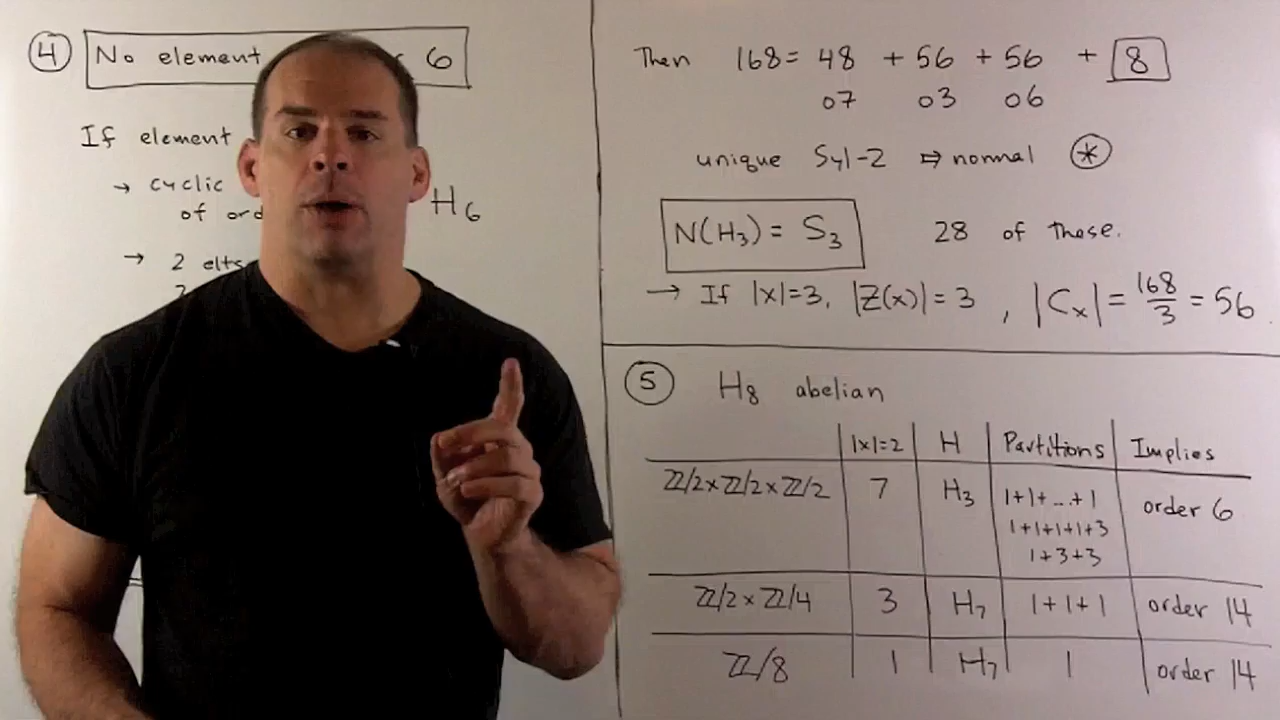 ④ No element 6
If element
→ cyclic
of ord H₆
→ 2 elts
Then 168 = 48 + 56 + 56 + 8
o7 o3 o6
unique Syl-2 ⇒ normal ⊛
N(H₃) = S₃ 28 of these.
→ If |x|=3, |Z(x)| = 3 , |Cₓ| = 168/3 = 56.
⑤ H₈ abelian
|x|=2 H Partitions Implies
ℤ/2×ℤ/2×ℤ/2 7 H₃ 1+1+...+1 order 6
1+1+1+1+3
1+3+3
ℤ/2 × ℤ/4 3 H₇ 1+1+1 order 14
ℤ/8 1 H₇ 1 order 14